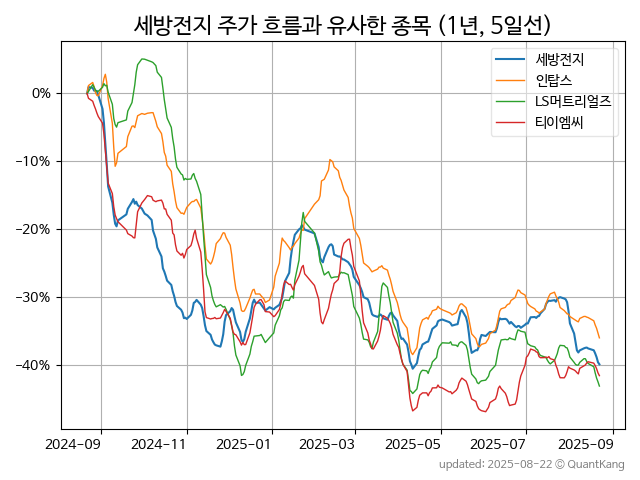 세방전지 주가 흐름과 유사한 종목 (1년, 5일선)
세방전지
인탑스
LS머트리얼즈
티이엠씨
0%
−10%
−20%
−30%
−40%
2024-09 2024-11 2025-01 2025-03 2025-05 2025-07 2025-09
updated: 2025-08-22 © QuantKang